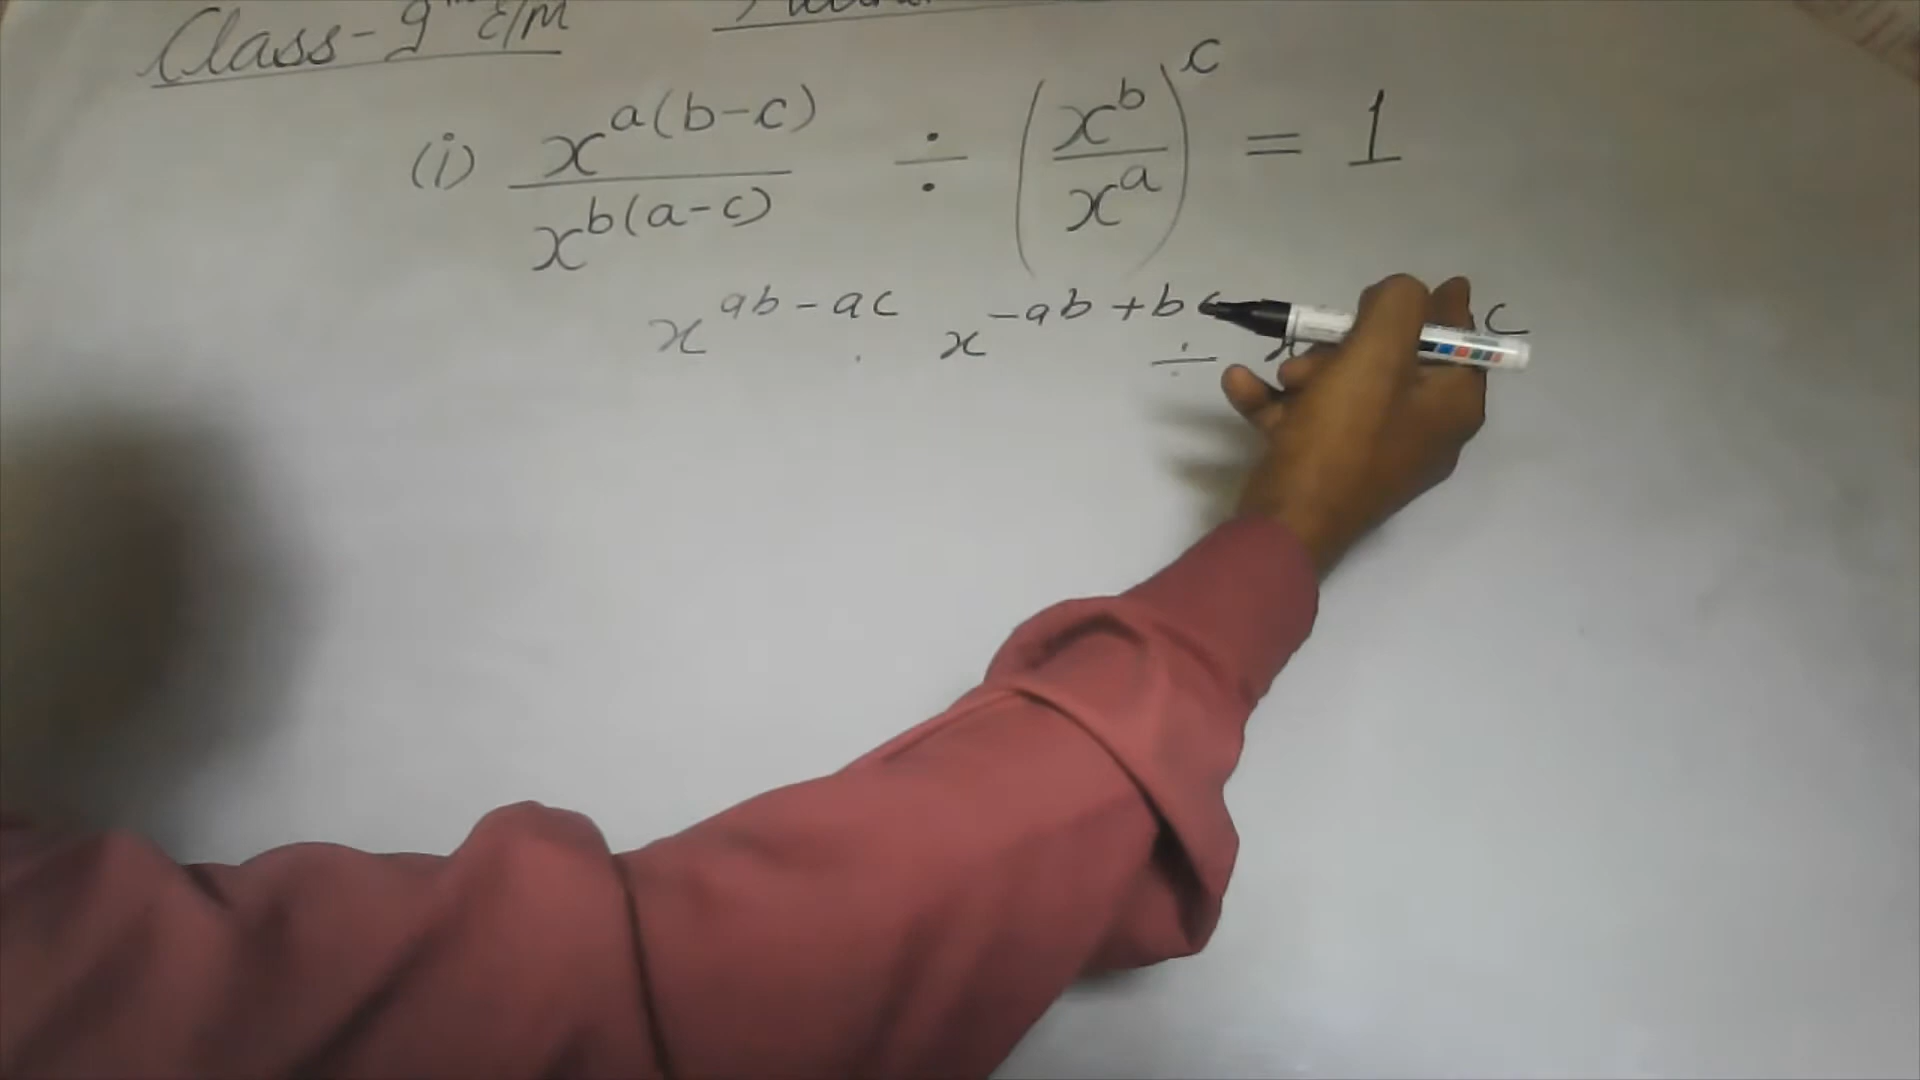 Class-9th E/M
(i) x^a(b-c) / x^b(a-c) ÷ (x^b / x^a)^c = 1
x^ab-ac . x^-ab+bc ÷ x c